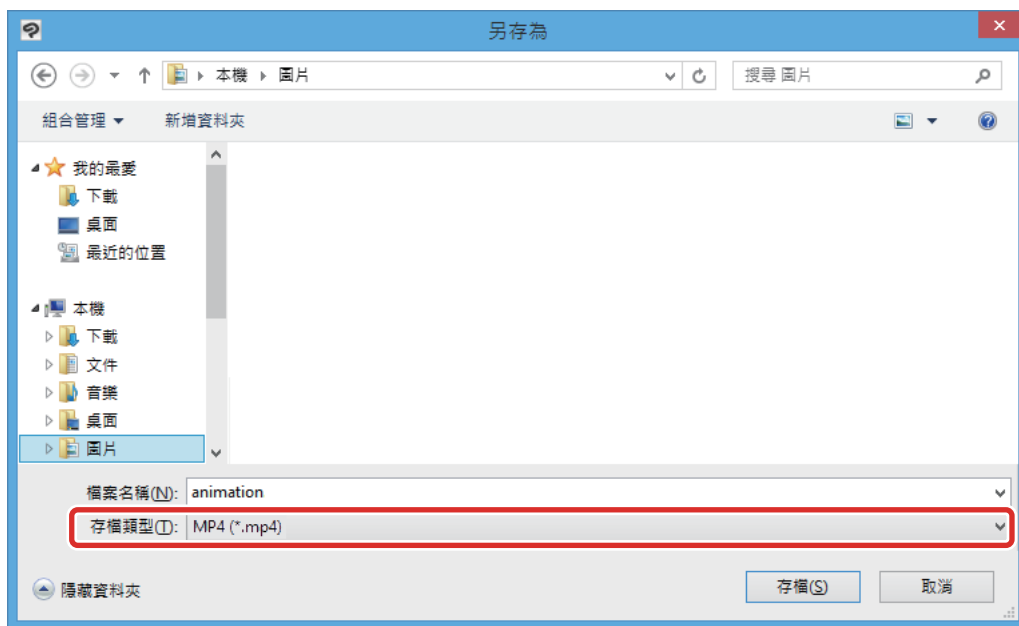 另存為
本機 圖片
搜尋 圖片
組合管理 新增資料夾
我的最愛
下載
桌面
最近的位置
本機
下載
文件
音樂
桌面
圖片
檔案名稱(N): animation
存檔類型(T): MP4 (*.mp4)
隱藏資料夾
存檔(S) 取消